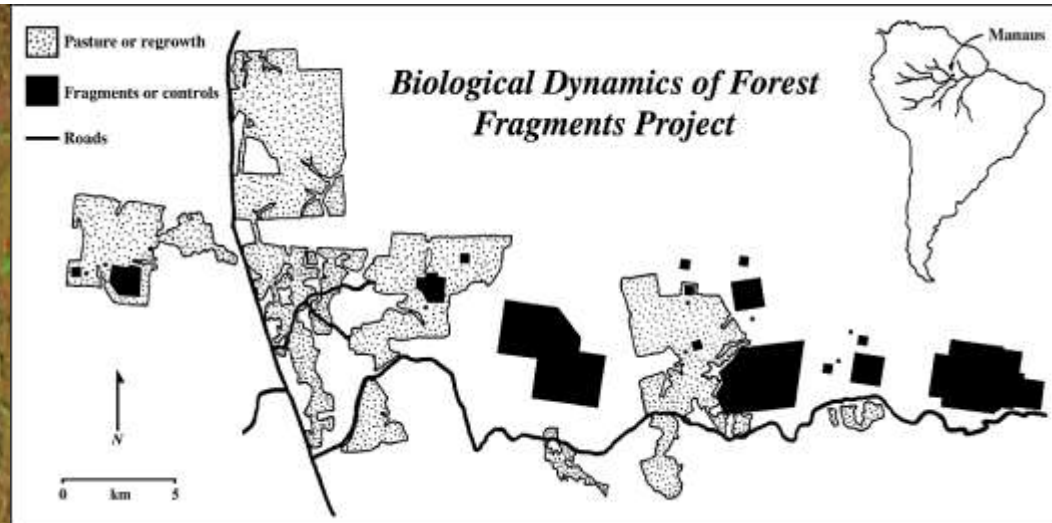 Pasture or regrowth
Fragments or controls
Roads
Biological Dynamics of Forest
Fragments Project
Manaus
N
0 km 5